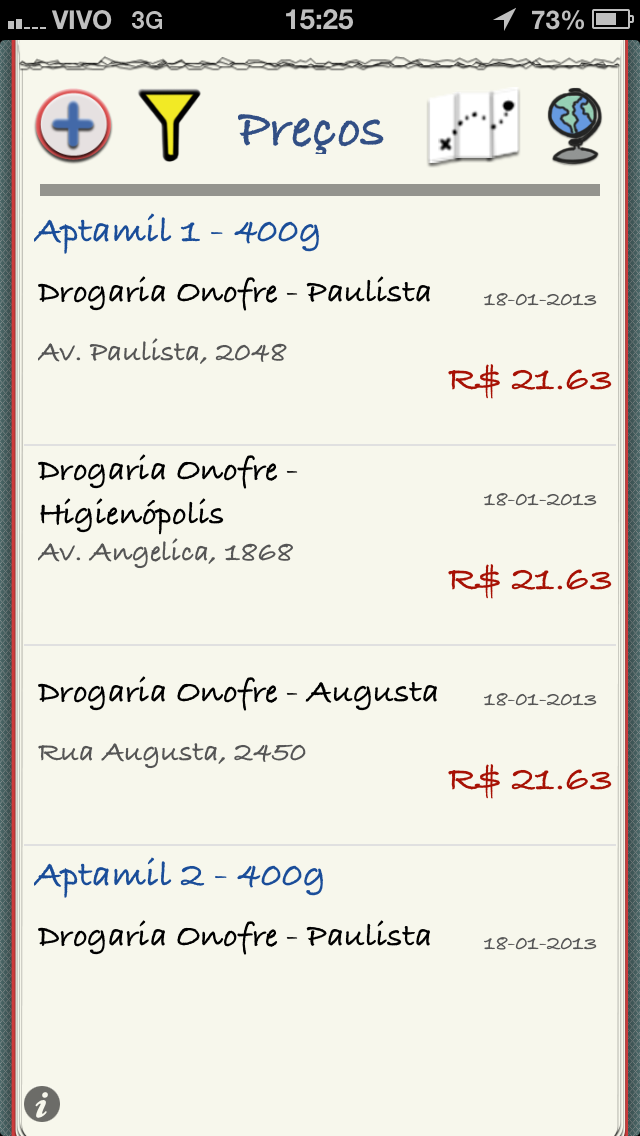 VIVO 3G 15:25 73%
Preços
Aptamil 1 - 400g
Drogaria Onofre - Paulista 18-01-2013
Av. Paulista, 2048
R$ 21.63
Drogaria Onofre -
Higienópolis
18-01-2013
Av. Angelica, 1868
R$ 21.63
Drogaria Onofre - Augusta 18-01-2013
Rua Augusta, 2450
R$ 21.63
Aptamil 2 - 400g
Drogaria Onofre - Paulista 18-01-2013
i